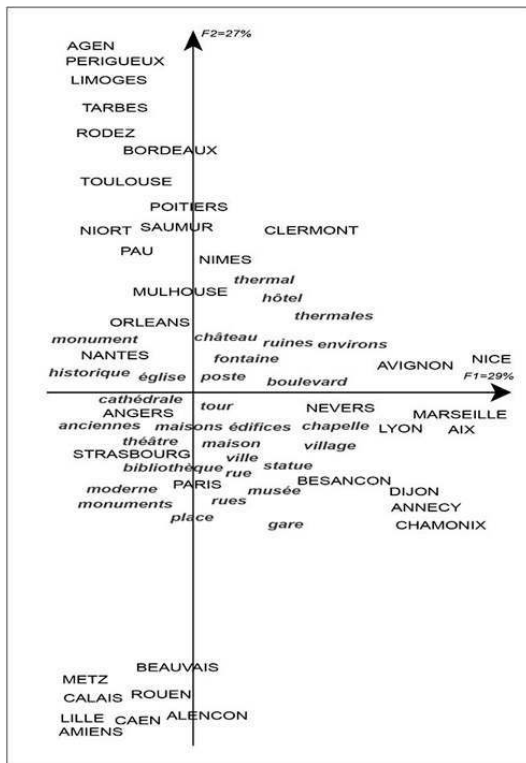 F2=27%
AGEN
PERIGUEUX
LIMOGES
TARBES
RODEZ
BORDEAUX
TOULOUSE
POITIERS
NIORT SAUMUR CLERMONT
PAU
NIMES
thermal
MULHOUSE hôtel
thermales
ORLEANS
monument château ruines environs
NANTES fontaine AVIGNON NICE
historique église poste boulevard F1=29%
cathédrale tour NEVERS
ANGERS MARSEILLE
anciennes maisons édifices chapelle LYON AIX
théâtre maison village
STRASBOURG ville
bibliothèque rue statue
PARIS BESANCON
moderne musée DIJON
monuments rues ANNECY
place gare CHAMONIX
BEAUVAIS
METZ
CALAIS ROUEN
LILLE CAEN ALENCON
AMIENS